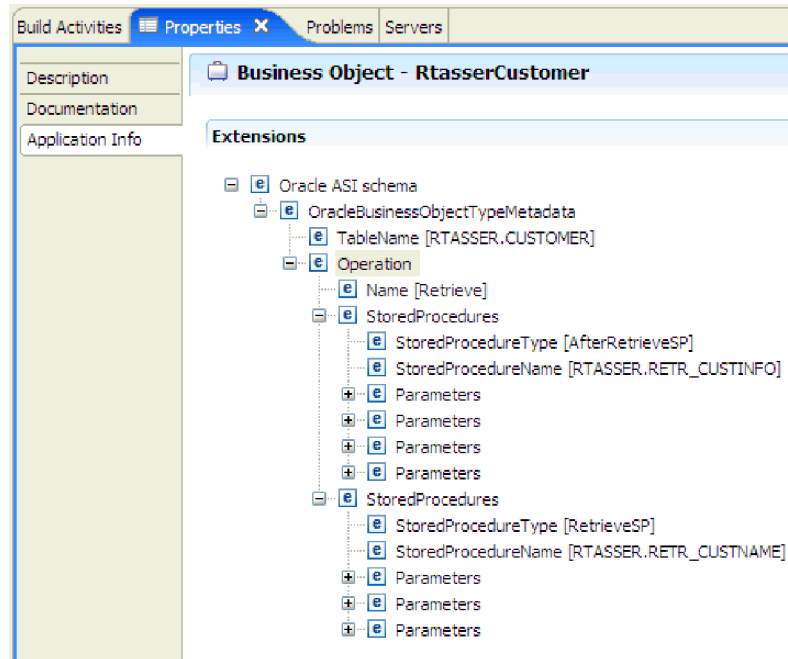 Build Activities Properties Problems Servers
Business Object - RtasserCustomer
Description
Documentation
Application Info
Extensions
Oracle ASI schema
OracleBusinessObjectTypeMetadata
TableName [RTASSER.CUSTOMER]
Operation
Name [Retrieve]
StoredProcedures
StoredProcedureType [AfterRetrieveSP]
StoredProcedureName [RTASSER.RETR_CUSTINFO]
Parameters
Parameters
Parameters
Parameters
StoredProcedures
StoredProcedureType [RetrieveSP]
StoredProcedureName [RTASSER.RETR_CUSTNAME]
Parameters
Parameters
Parameters